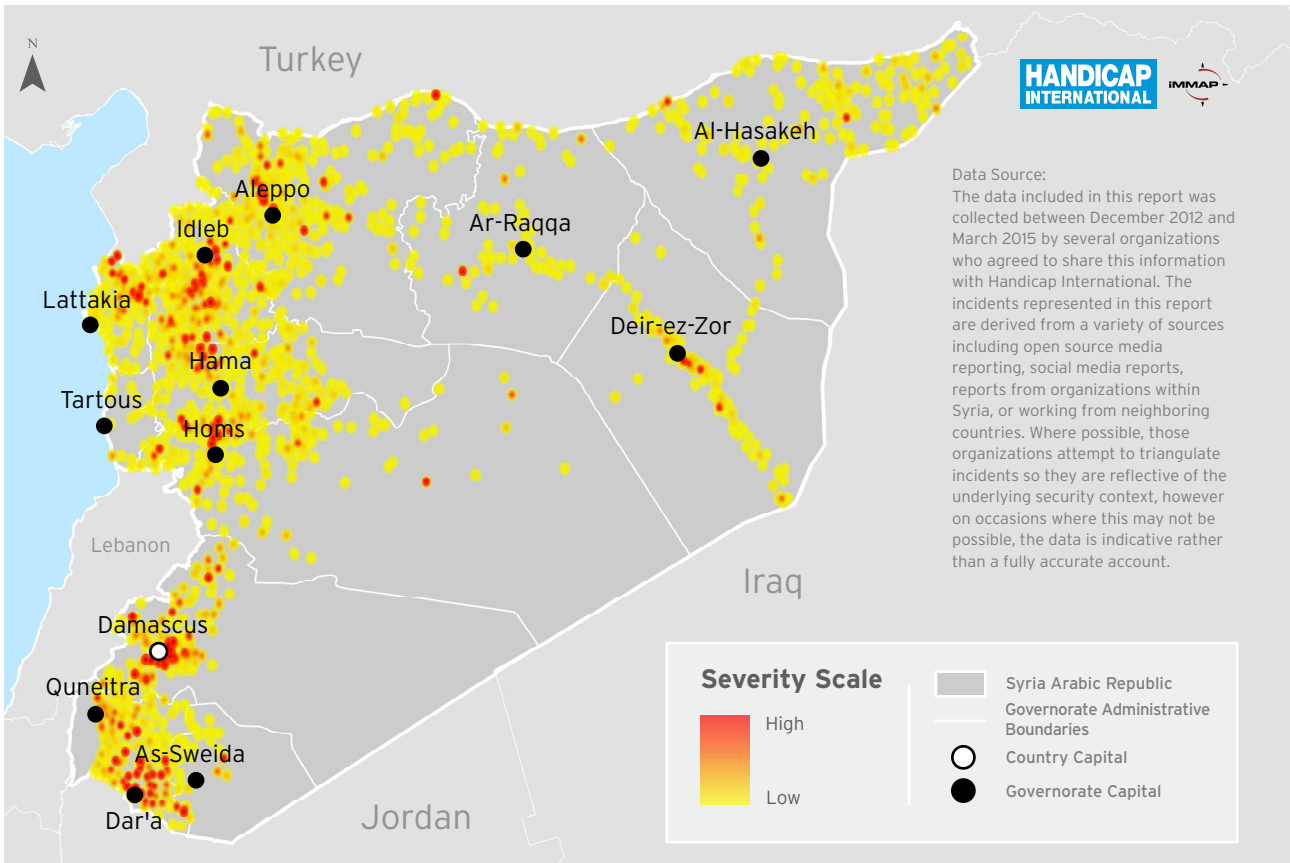 N
Turkey
HANDICAP
INTERNATIONAL
iMMAP
Al-Hasakeh
Aleppo
Idleb
Ar-Raqqa
Lattakia
Deir-ez-Zor
Hama
Tartous
Homs
Lebanon
Iraq
Damascus
Quneitra
As-Sweida
Dar'a
Jordan
Data Source:
The data included in this report was
collected between December 2012 and
March 2015 by several organizations
who agreed to share this information
with Handicap International. The
incidents represented in this report
are derived from a variety of sources
including open source media
reporting, social media reports,
reports from organizations within
Syria, or working from neighboring
countries. Where possible, those
organizations attempt to triangulate
incidents so they are reflective of the
underlying security context, however
on occasions where this may not be
possible, the data is indicative rather
than a fully accurate account.
Severity Scale
High
Low
Syria Arabic Republic
Governorate Administrative
Boundaries
Country Capital
Governorate Capital